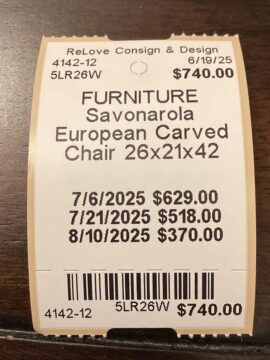 ReLove Consign & Design
4142-12 6/19/25
5LR26W $740.00
FURNITURE
Savonarola
European Carved
Chair 26x21x42
7/6/2025 $629.00
7/21/2025 $518.00
8/10/2025 $370.00
5LR26W
4142-12 $740.00